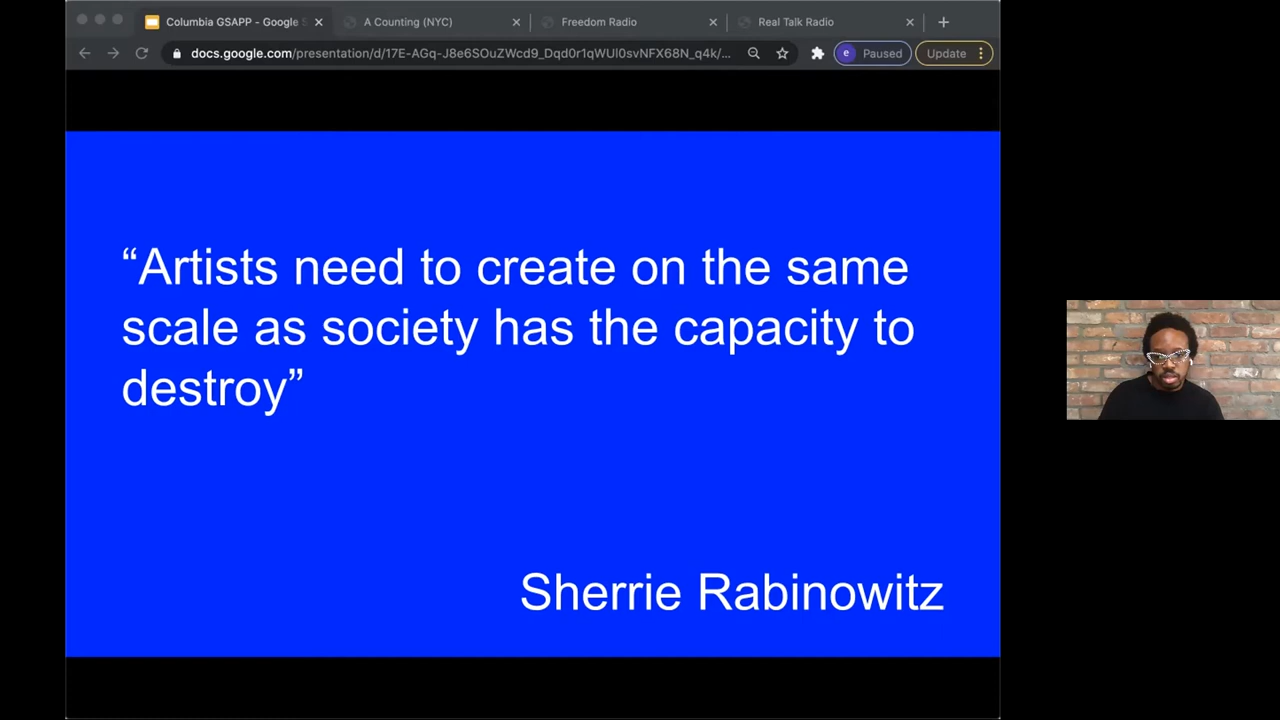 Columbia GSAPP - Google S
A Counting (NYC)
Freedom Radio
Real Talk Radio
docs.google.com/presentation/d/17E-AGq-J8e6SOuZWcd9_Dqd0r1qWUl0svNFX68N_q4k/...
e
Paused
Update
“Artists need to create on the same
scale as society has the capacity to
destroy”
Sherrie Rabinowitz